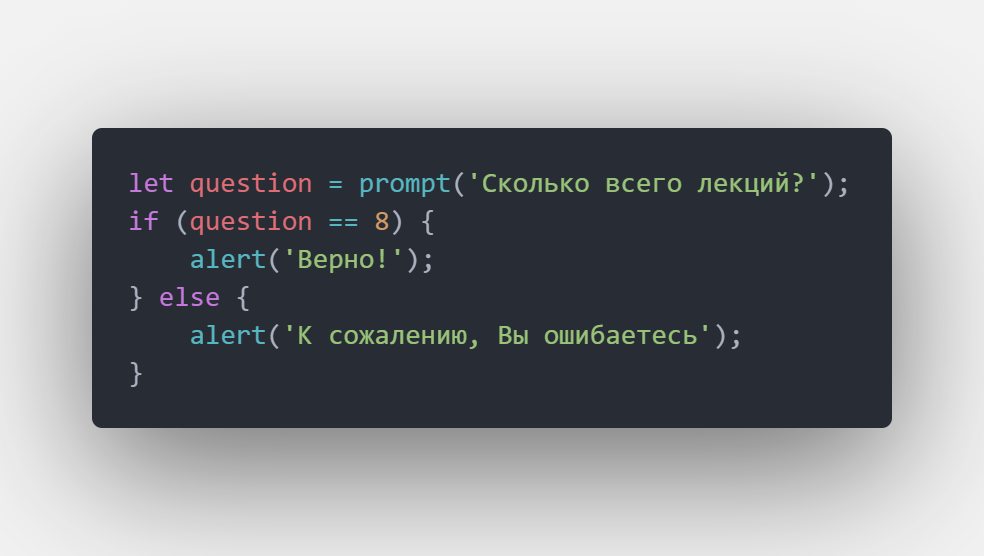 let question = prompt('Сколько всего лекций?');
if (question == 8) {
    alert('Верно!');
} else {
    alert('К сожалению, Вы ошибаетесь');
}